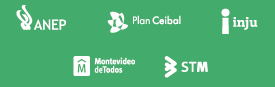 ANEP
Plan Ceibal
inju
Montevideo
deTodos
STM